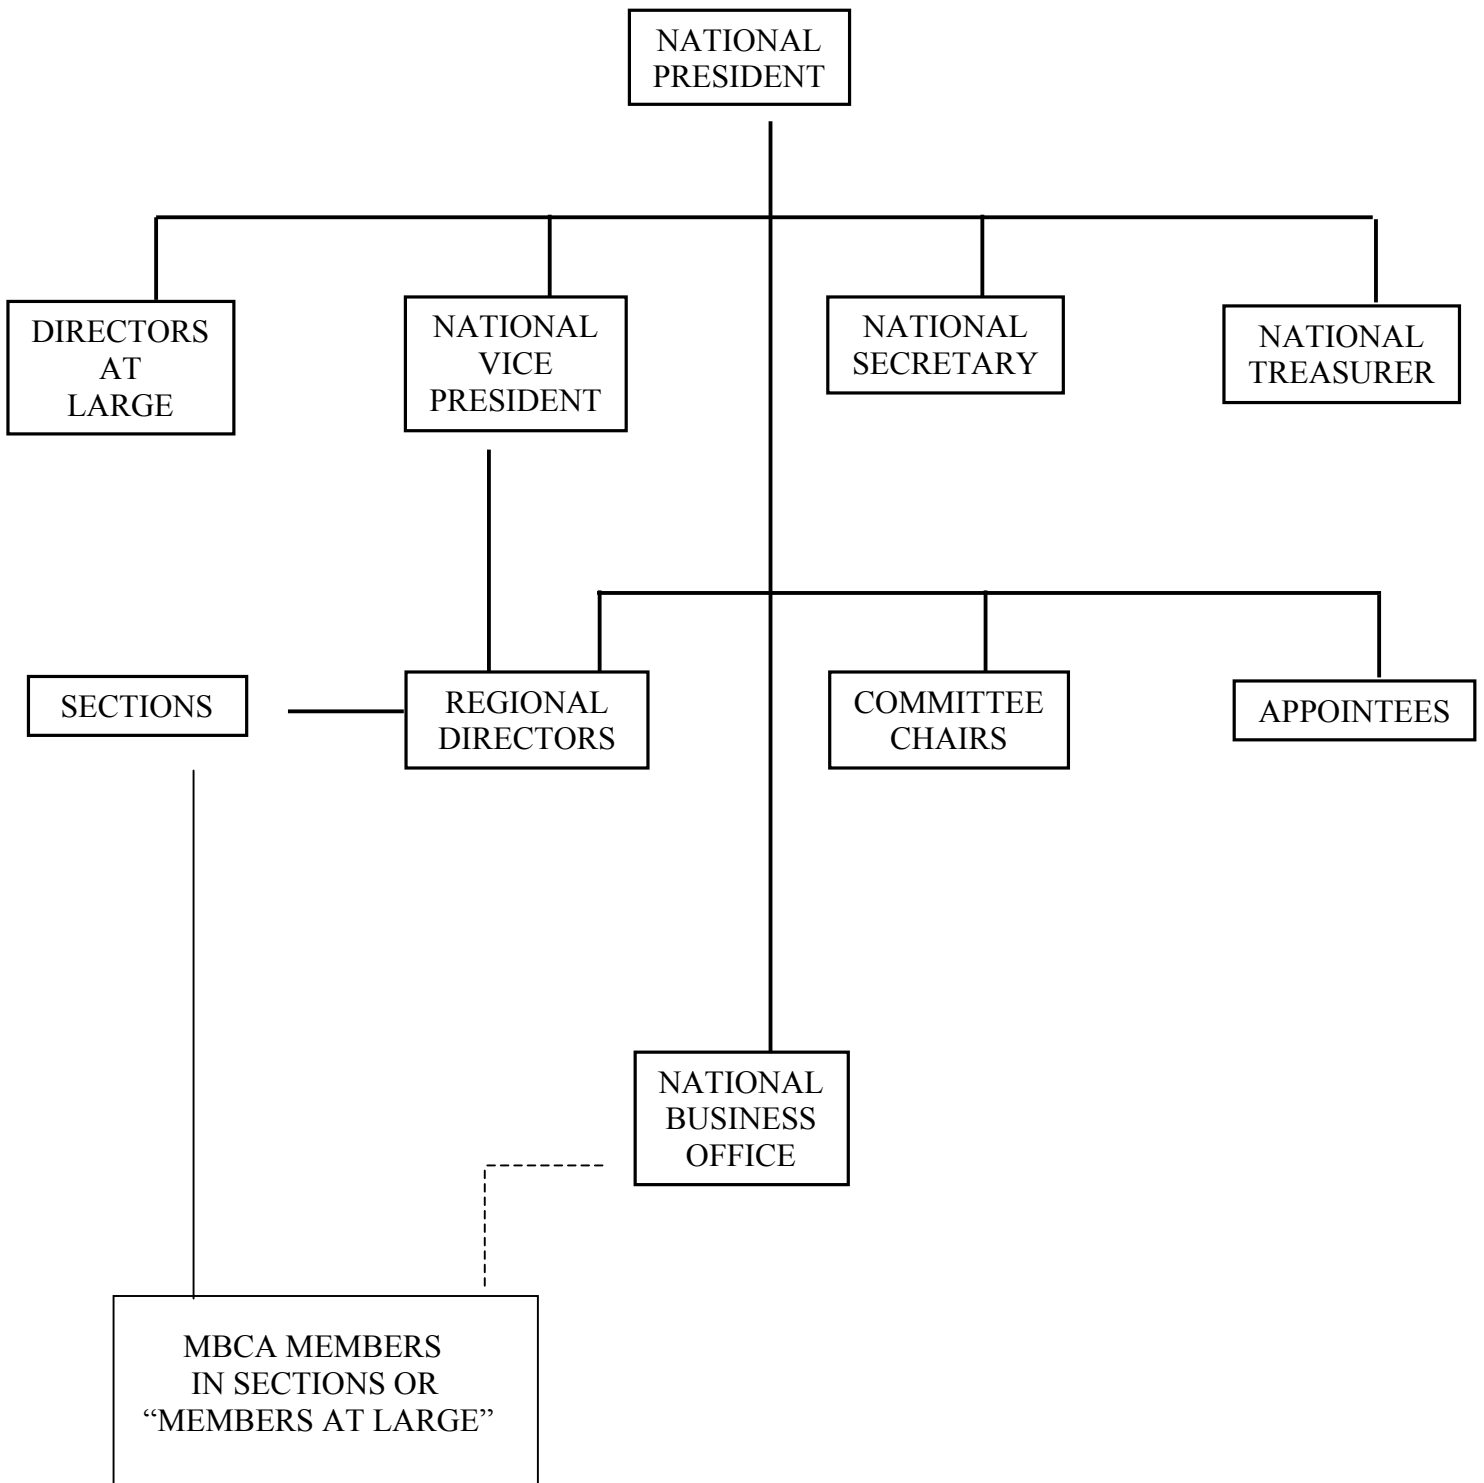 NATIONAL
PRESIDENT
DIRECTORS
AT
LARGE
NATIONAL
VICE
PRESIDENT
NATIONAL
SECRETARY
NATIONAL
TREASURER
SECTIONS
REGIONAL
DIRECTORS
COMMITTEE
CHAIRS
APPOINTEES
NATIONAL
BUSINESS
OFFICE
MBCA MEMBERS
IN SECTIONS OR
“MEMBERS AT LARGE”